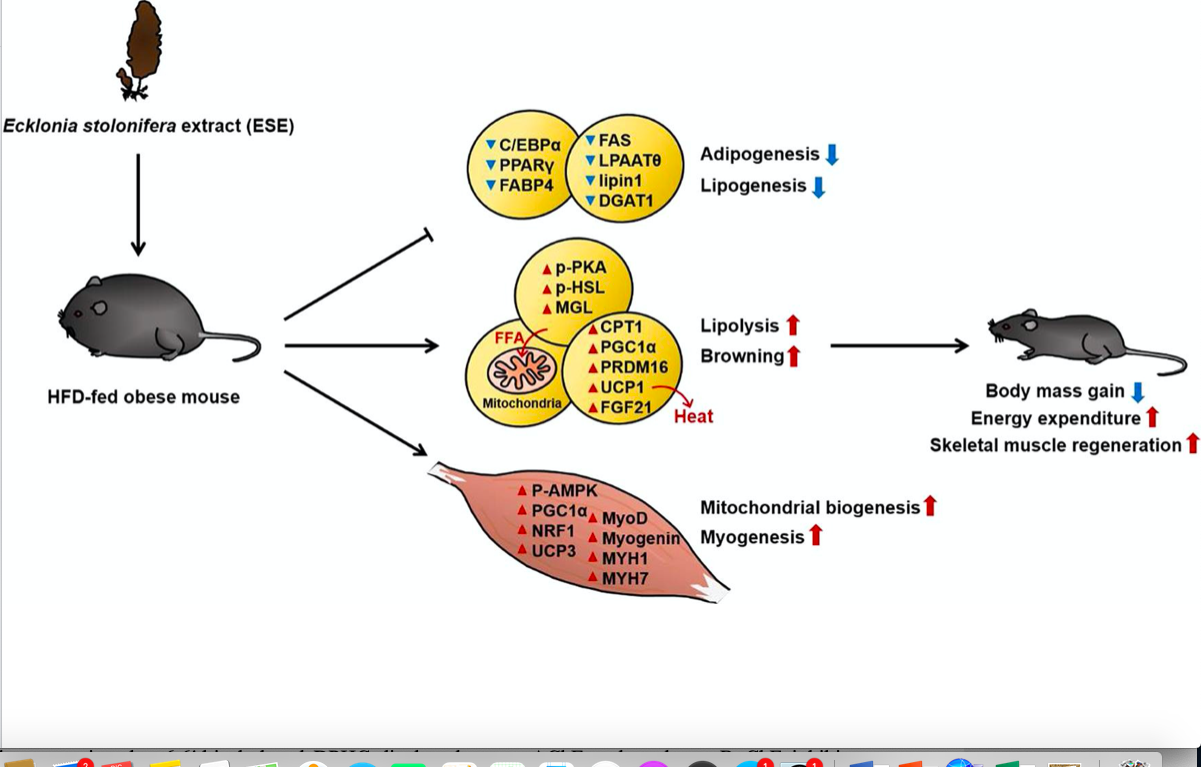 Ecklonia stolonifera extract (ESE)
HFD-fed obese mouse
▼C/EBPα
▼PPARγ
▼FABP4
▼FAS
▼LPAATθ
▼lipin1
▼DGAT1
Adipogenesis
Lipogenesis
▲p-PKA
▲p-HSL
▲MGL
FFA
Mitochondria
▲CPT1
▲PGC1α
▲PRDM16
▲UCP1
▲FGF21
Heat
Lipolysis
Browning
▲P-AMPK
▲PGC1α
▲NRF1
▲UCP3
▲MyoD
▲Myogenin
▲MYH1
▲MYH7
Mitochondrial biogenesis
Myogenesis
Body mass gain
Energy expenditure
Skeletal muscle regeneration